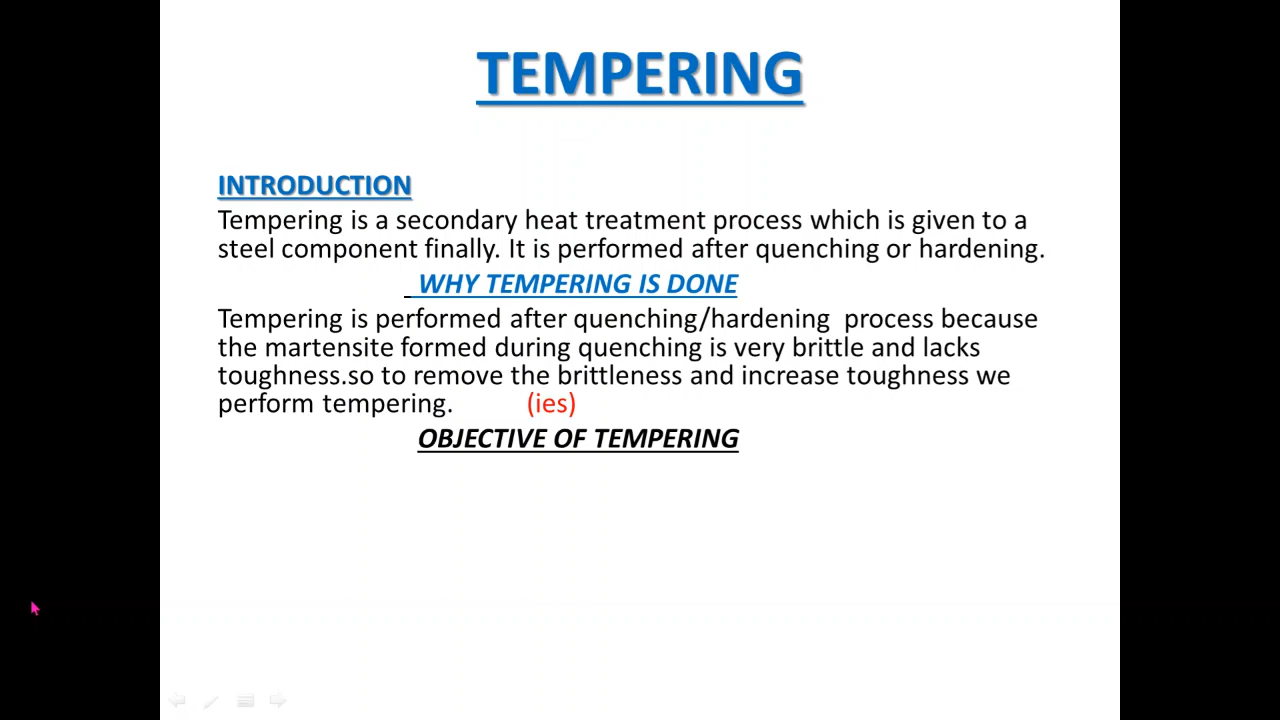 TEMPERING
INTRODUCTION
Tempering is a secondary heat treatment process which is given to a
steel component finally. It is performed after quenching or hardening.
WHY TEMPERING IS DONE
Tempering is performed after quenching/hardening  process because
the martensite formed during quenching is very brittle and lacks
toughness.so to remove the brittleness and increase toughness we
perform tempering. (ies)
OBJECTIVE OF TEMPERING